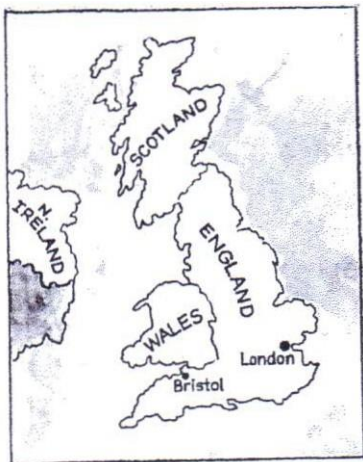 SCOTLAND
N.
IRELAND
ENGLAND
WALES
London
Bristol